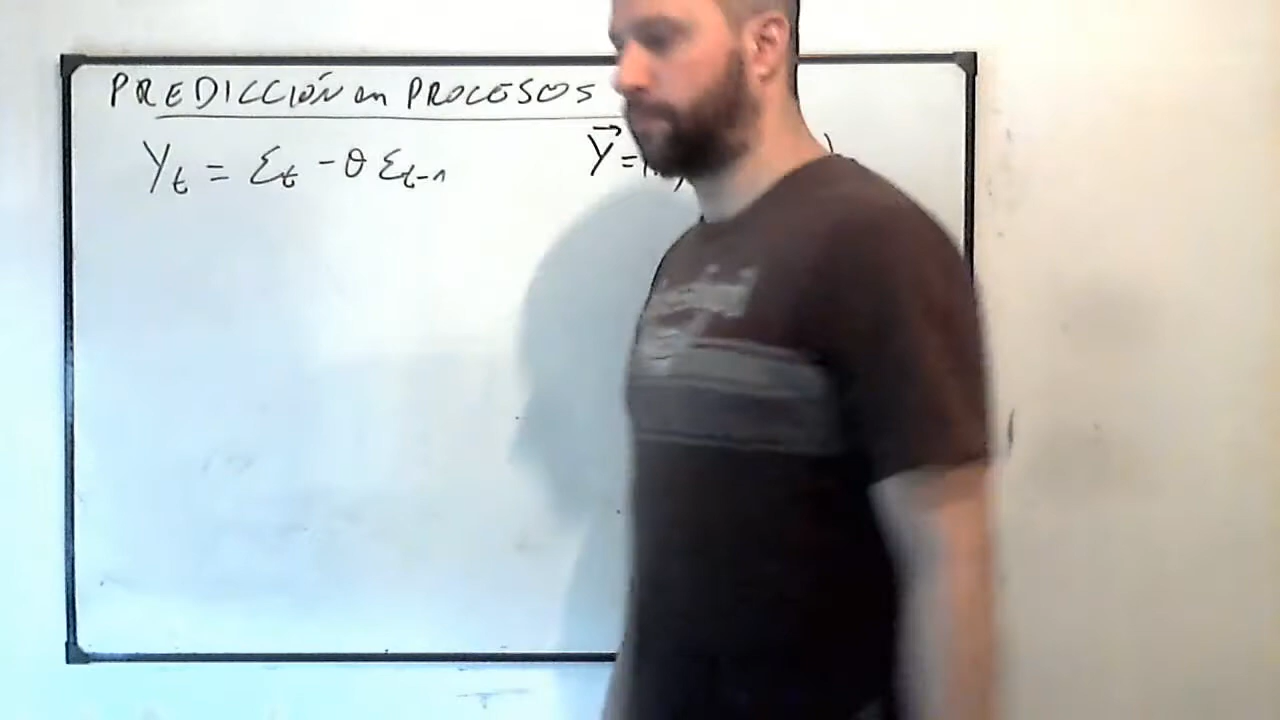 PREDICCIÓN en PROCESOS
Yₜ = Ɛₜ - θ Ɛₜ₋₁
Y⃗ = (